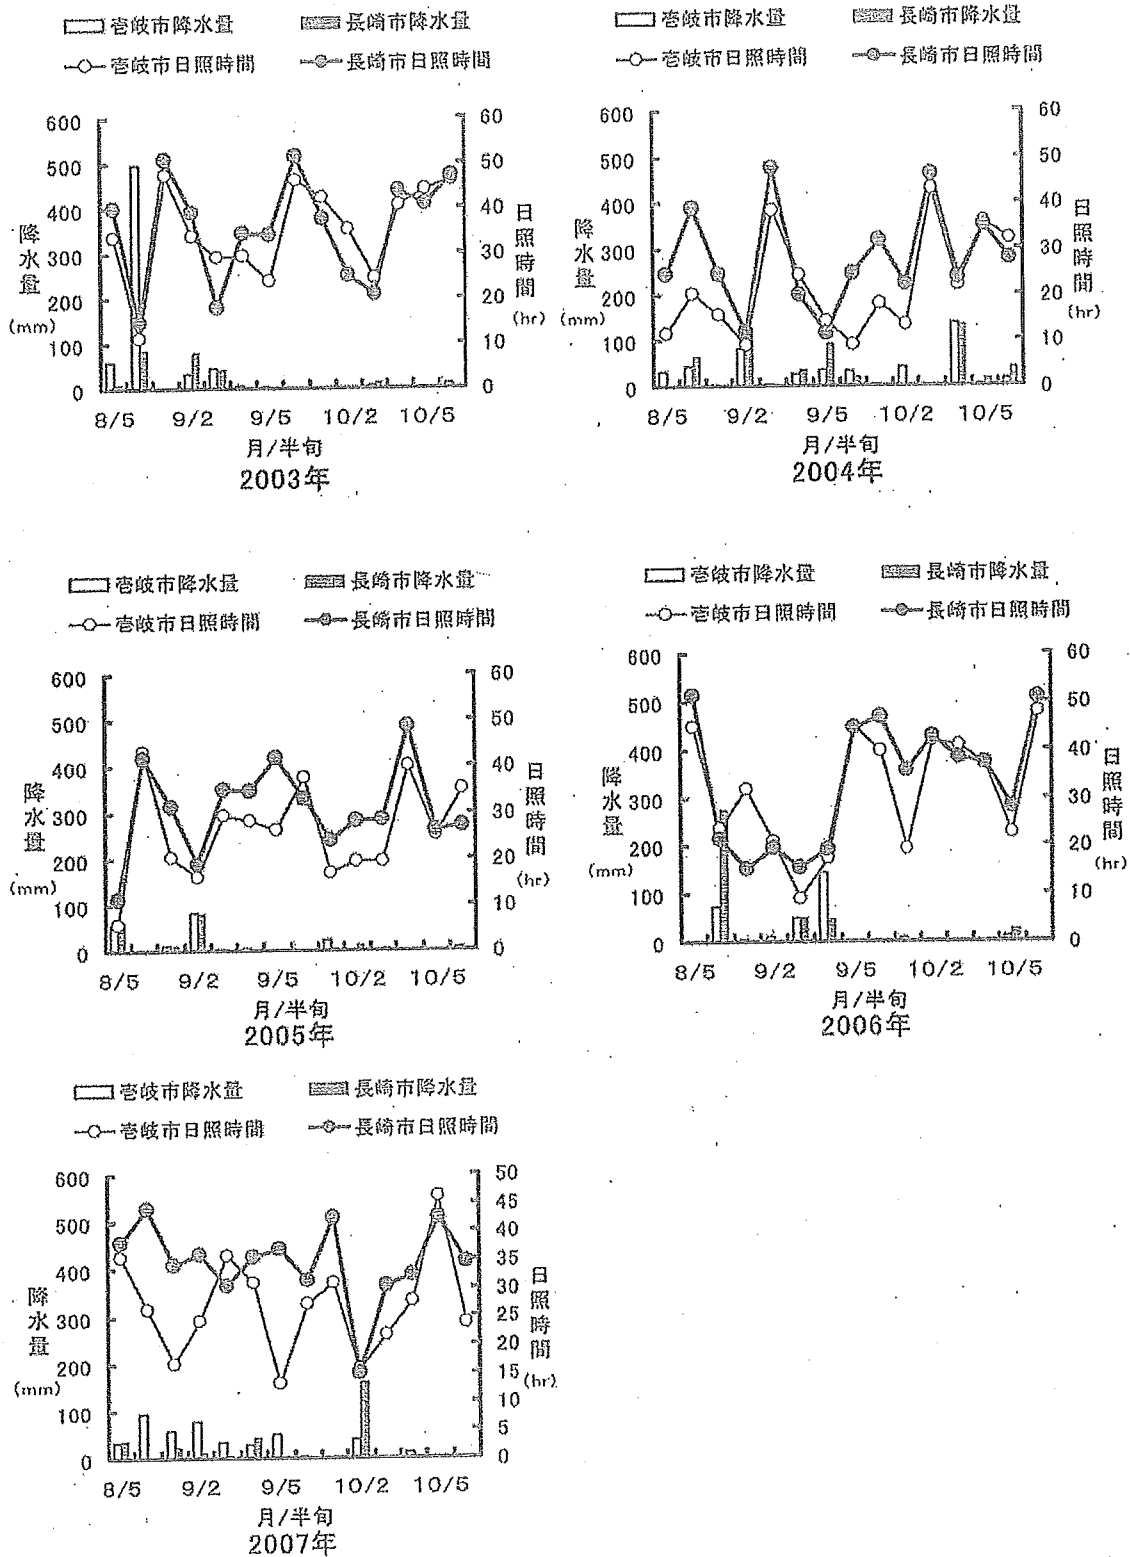 壱岐市降水量 長崎市降水量
壱岐市日照時間 長崎市日照時間
600
500
400
300
200
100
0
降水量
(mm)
60
50
40
30
20
10
0
日照時間
(hr)
8/5 9/2 9/5 10/2 10/5
月/半旬
2003年
壱岐市降水量 長崎市降水量
壱岐市日照時間 長崎市日照時間
600
500
400
300
200
100
0
降水量
(mm)
60
50
40
30
20
10
0
日照時間
(hr)
8/5 9/2 9/5 10/2 10/5
月/半旬
2004年
壱岐市降水量 長崎市降水量
壱岐市日照時間 長崎市日照時間
600
500
400
300
200
100
0
降水量
(mm)
60
50
40
30
20
10
0
日照時間
(hr)
8/5 9/2 9/5 10/2 10/5
月/半旬
2005年
壱岐市降水量 長崎市降水量
壱岐市日照時間 長崎市日照時間
600
500
400
300
200
100
0
降水量
(mm)
60
50
40
30
20
10
0
日照時間
(hr)
8/5 9/2 9/5 10/2 10/5
月/半旬
2006年
壱岐市降水量 長崎市降水量
壱岐市日照時間 長崎市日照時間
600
500
400
300
200
100
0
降水量
(mm)
50
45
40
35
30
25
20
15
10
5
0
日照時間
(hr)
8/5 9/2 9/5 10/2 10/5
月/半旬
2007年